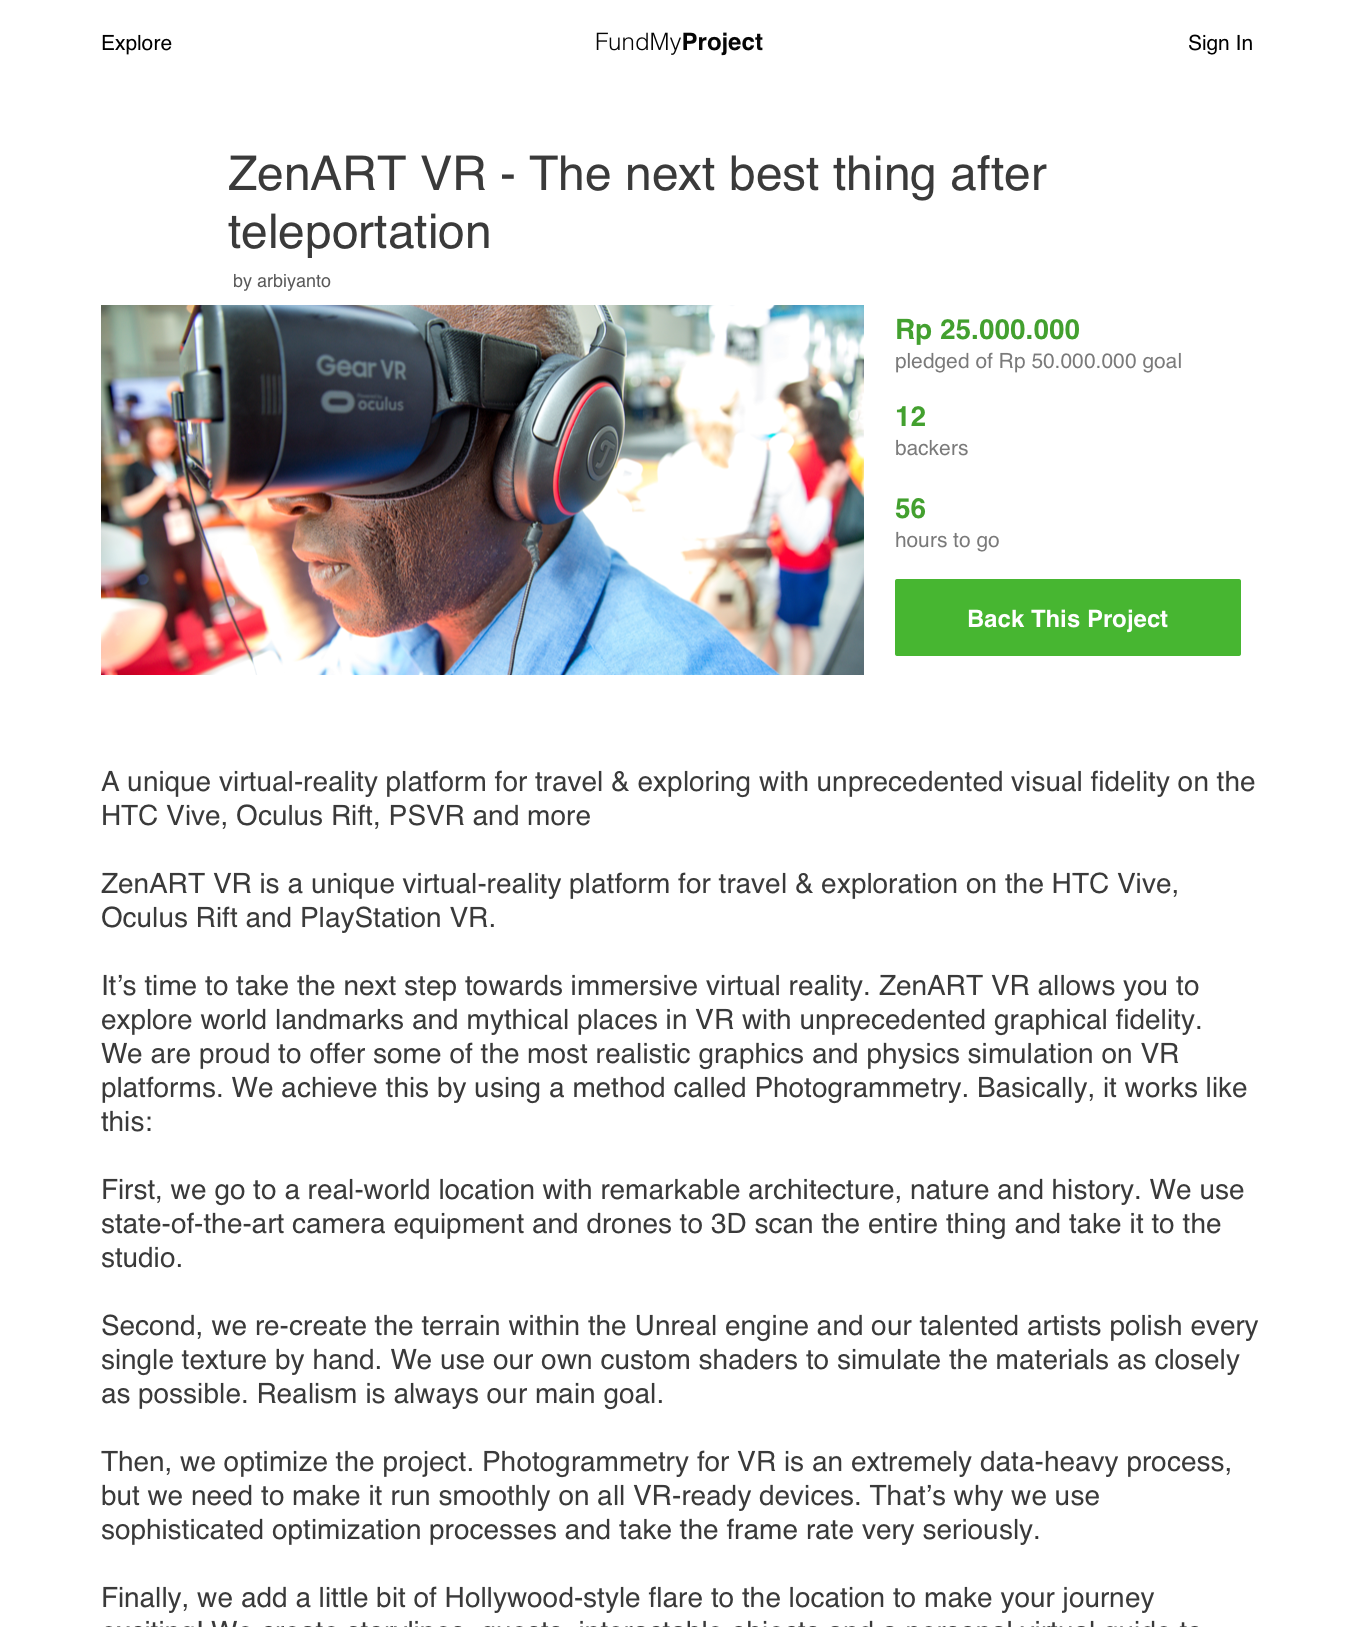 Explore
FundMyProject
Sign In
ZenART VR - The next best thing after
teleportation
by arbiyanto
Gear VR
Powered by
oculus
Rp 25.000.000
pledged of Rp 50.000.000 goal
12
backers
56
hours to go
Back This Project
A unique virtual-reality platform for travel & exploring with unprecedented visual fidelity on the
HTC Vive, Oculus Rift, PSVR and more
ZenART VR is a unique virtual-reality platform for travel & exploration on the HTC Vive,
Oculus Rift and PlayStation VR.
It’s time to take the next step towards immersive virtual reality. ZenART VR allows you to
explore world landmarks and mythical places in VR with unprecedented graphical fidelity.
We are proud to offer some of the most realistic graphics and physics simulation on VR
platforms. We achieve this by using a method called Photogrammetry. Basically, it works like
this:
First, we go to a real-world location with remarkable architecture, nature and history. We use
state-of-the-art camera equipment and drones to 3D scan the entire thing and take it to the
studio.
Second, we re-create the terrain within the Unreal engine and our talented artists polish every
single texture by hand. We use our own custom shaders to simulate the materials as closely
as possible. Realism is always our main goal.
Then, we optimize the project. Photogrammetry for VR is an extremely data-heavy process,
but we need to make it run smoothly on all VR-ready devices. That’s why we use
sophisticated optimization processes and take the frame rate very seriously.
Finally, we add a little bit of Hollywood-style flare to the location to make your journey
exciting! We create storylines, quests, interactable objects and a personal virtual guide to